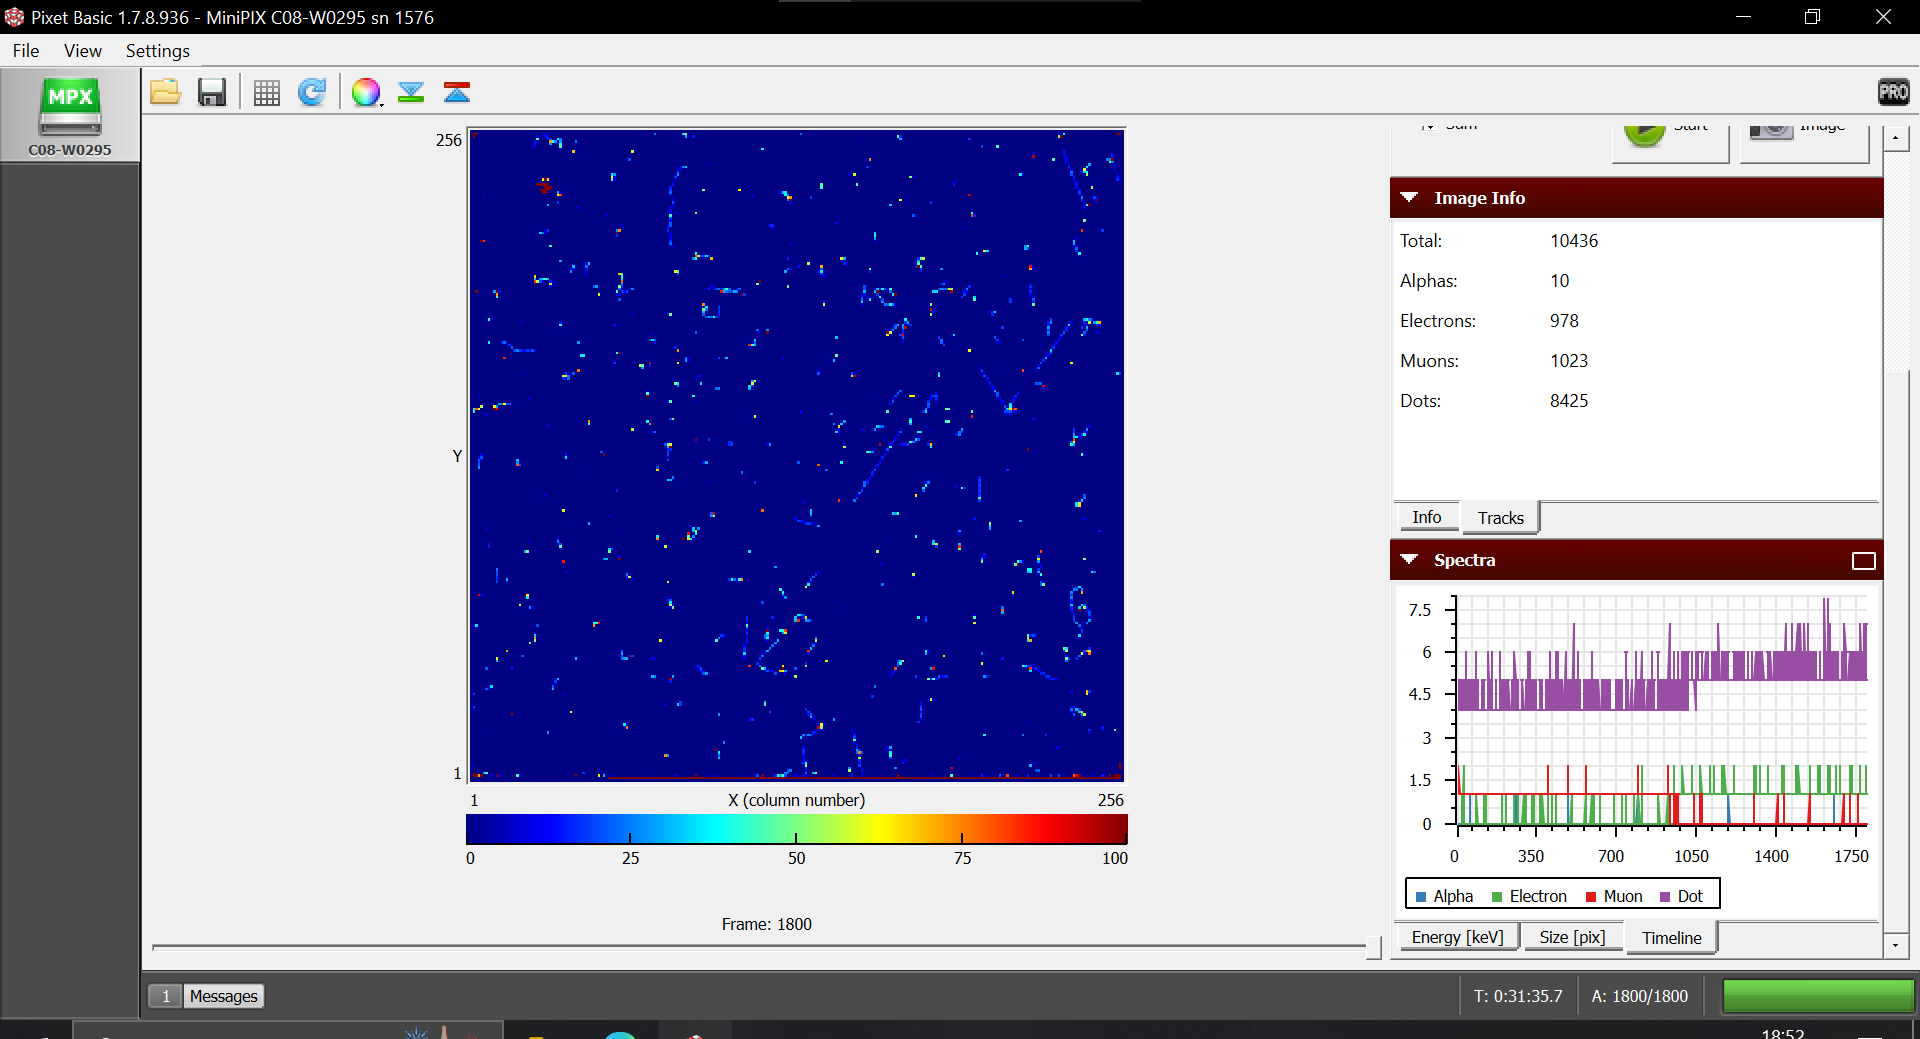 Pixet Basic 1.7.8.936 - MiniPIX C08-W0295 sn 1576
File View Settings
MPX
C08-W0295
PRO
Sum Start Image
256
Y
1
1 X (column number) 256
0 25 50 75 100
Frame: 1800
Image Info
Total: 10436
Alphas: 10
Electrons: 978
Muons: 1023
Dots: 8425
Info Tracks
Spectra
7.5
6
4.5
3
1.5
0
0 350 700 1050 1400 1750
Alpha Electron Muon Dot
Energy [keV] Size [pix] Timeline
1 Messages
T: 0:31:35.7 A: 1800/1800
18:52